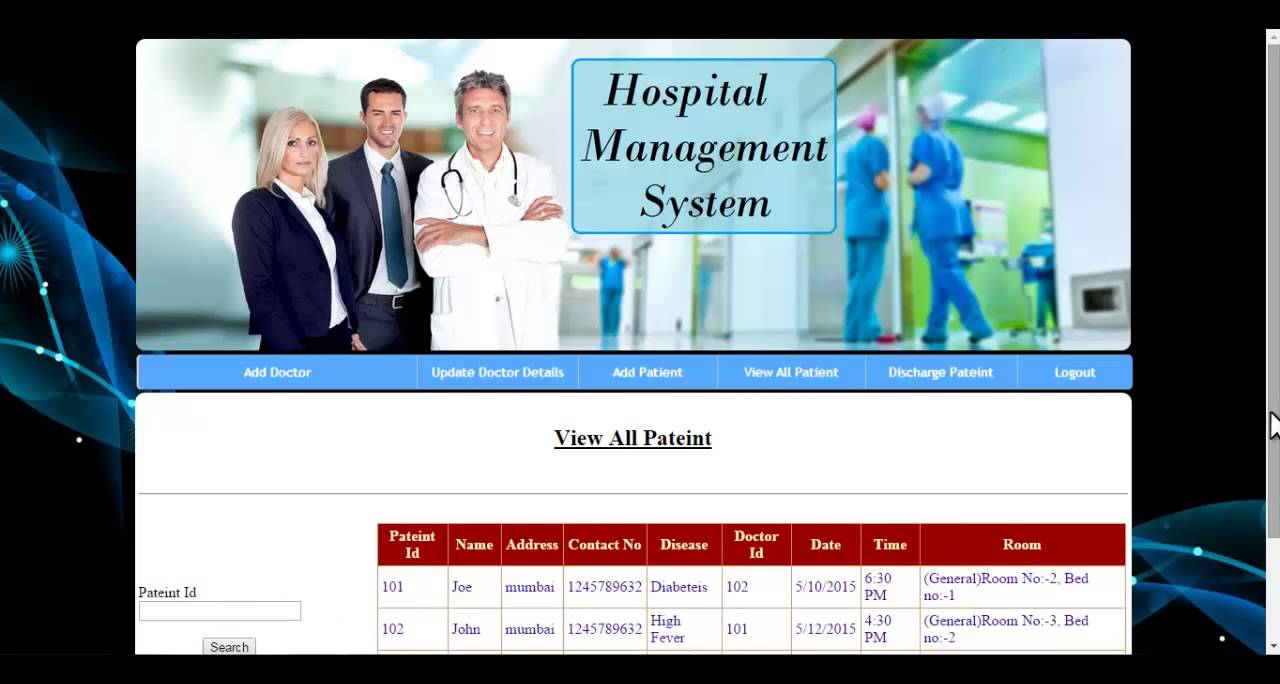 Hospital
Management
System
Add Doctor Update Doctor Details Add Patient View All Patient Discharge Pateint Logout
View All Pateint
Pateint Id Name Address Contact No Disease Doctor Id Date Time Room
101 Joe mumbai 1245789632 Diabeteis 102 5/10/2015 6:30 PM (General)Room No:-2, Bed no:-1
102 John mumbai 1245789632 High Fever 101 5/12/2015 4:30 PM (General)Room No:-3, Bed no:-2
Pateint Id
Search